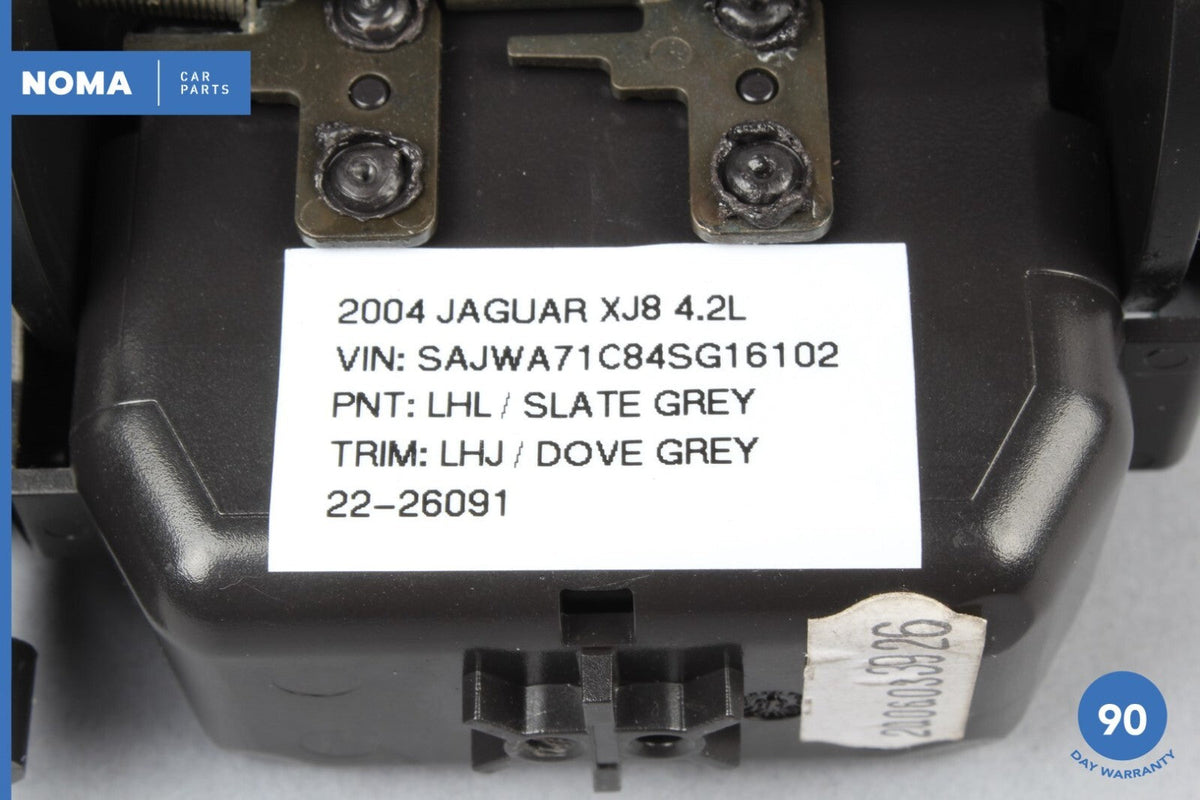 NOMA
CAR
PARTS
2004 JAGUAR XJ8 4.2L
VIN: SAJWA71C84SG16102
PNT: LHL / SLATE GREY
TRIM: LHJ / DOVE GREY
22-26091
90
DAY WARRANTY